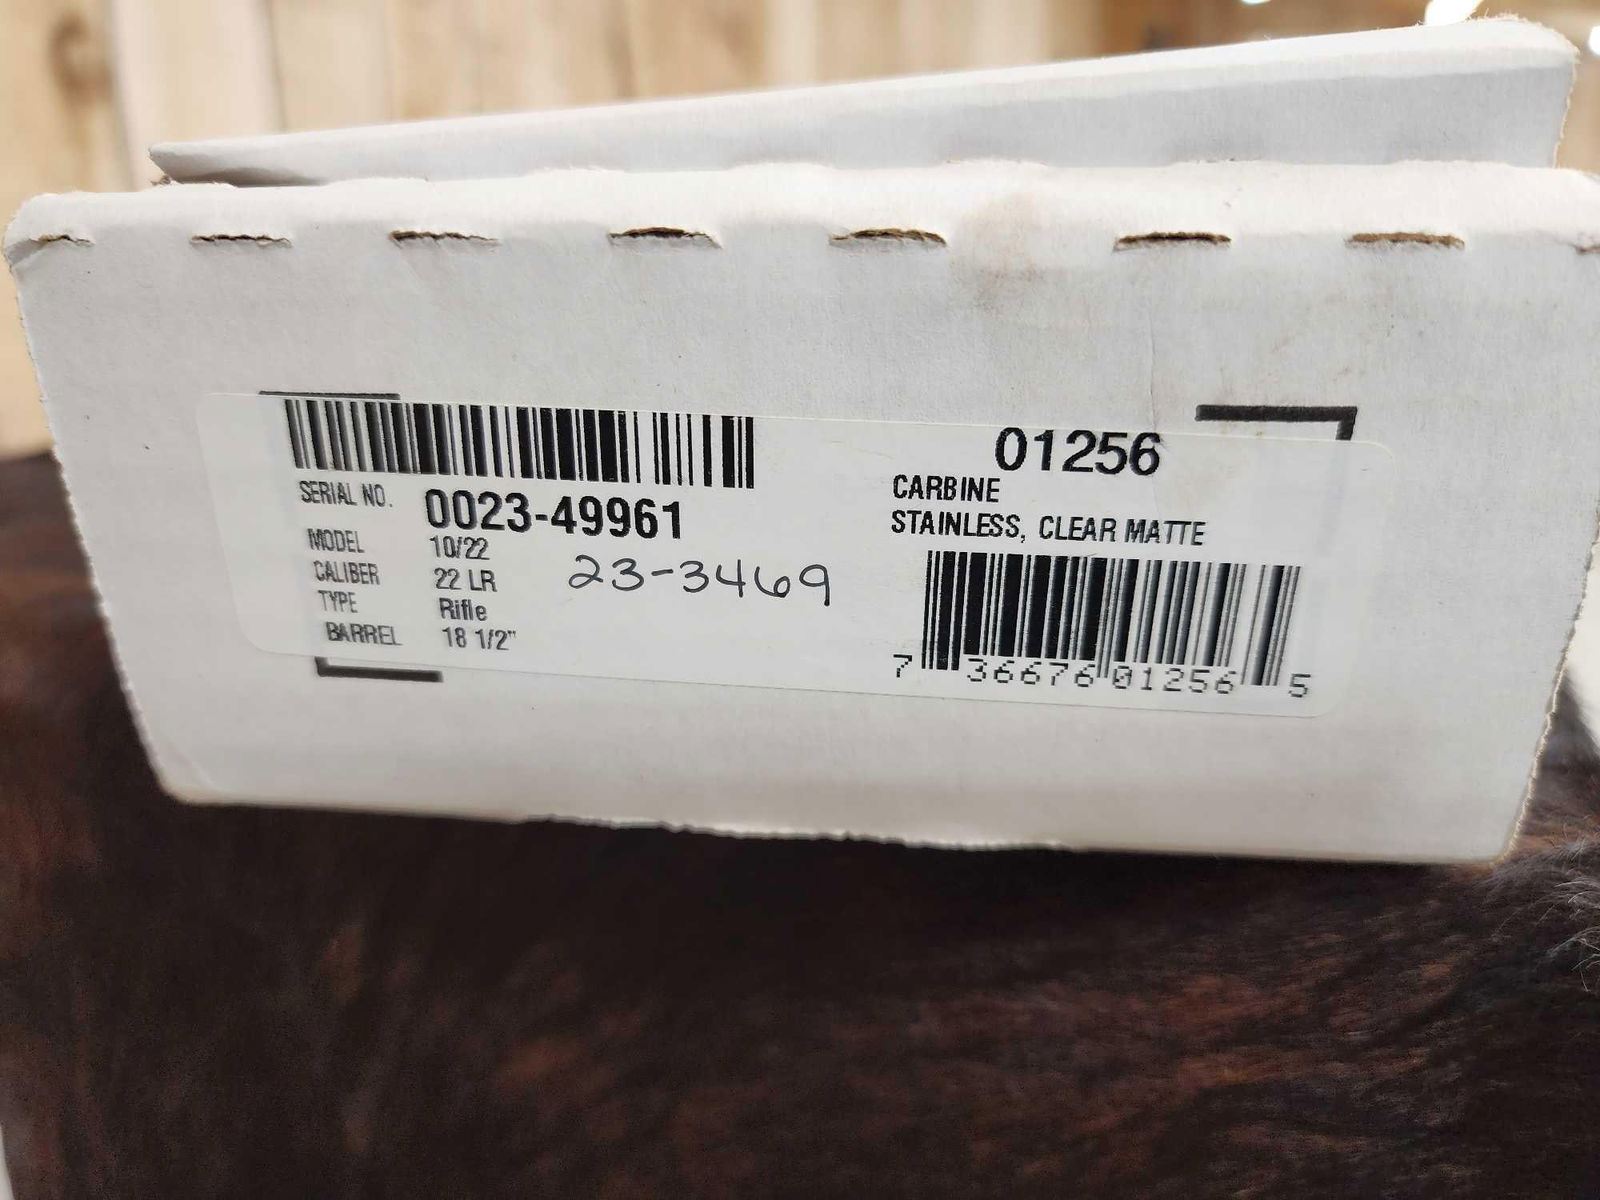 SERIAL NO. 0023-49961
MODEL 10/22
CALIBER 22 LR
TYPE Rifle
BARREL 18 1/2"
23-3469
01256
CARBINE
STAINLESS, CLEAR MATTE
7 36676 01256 5